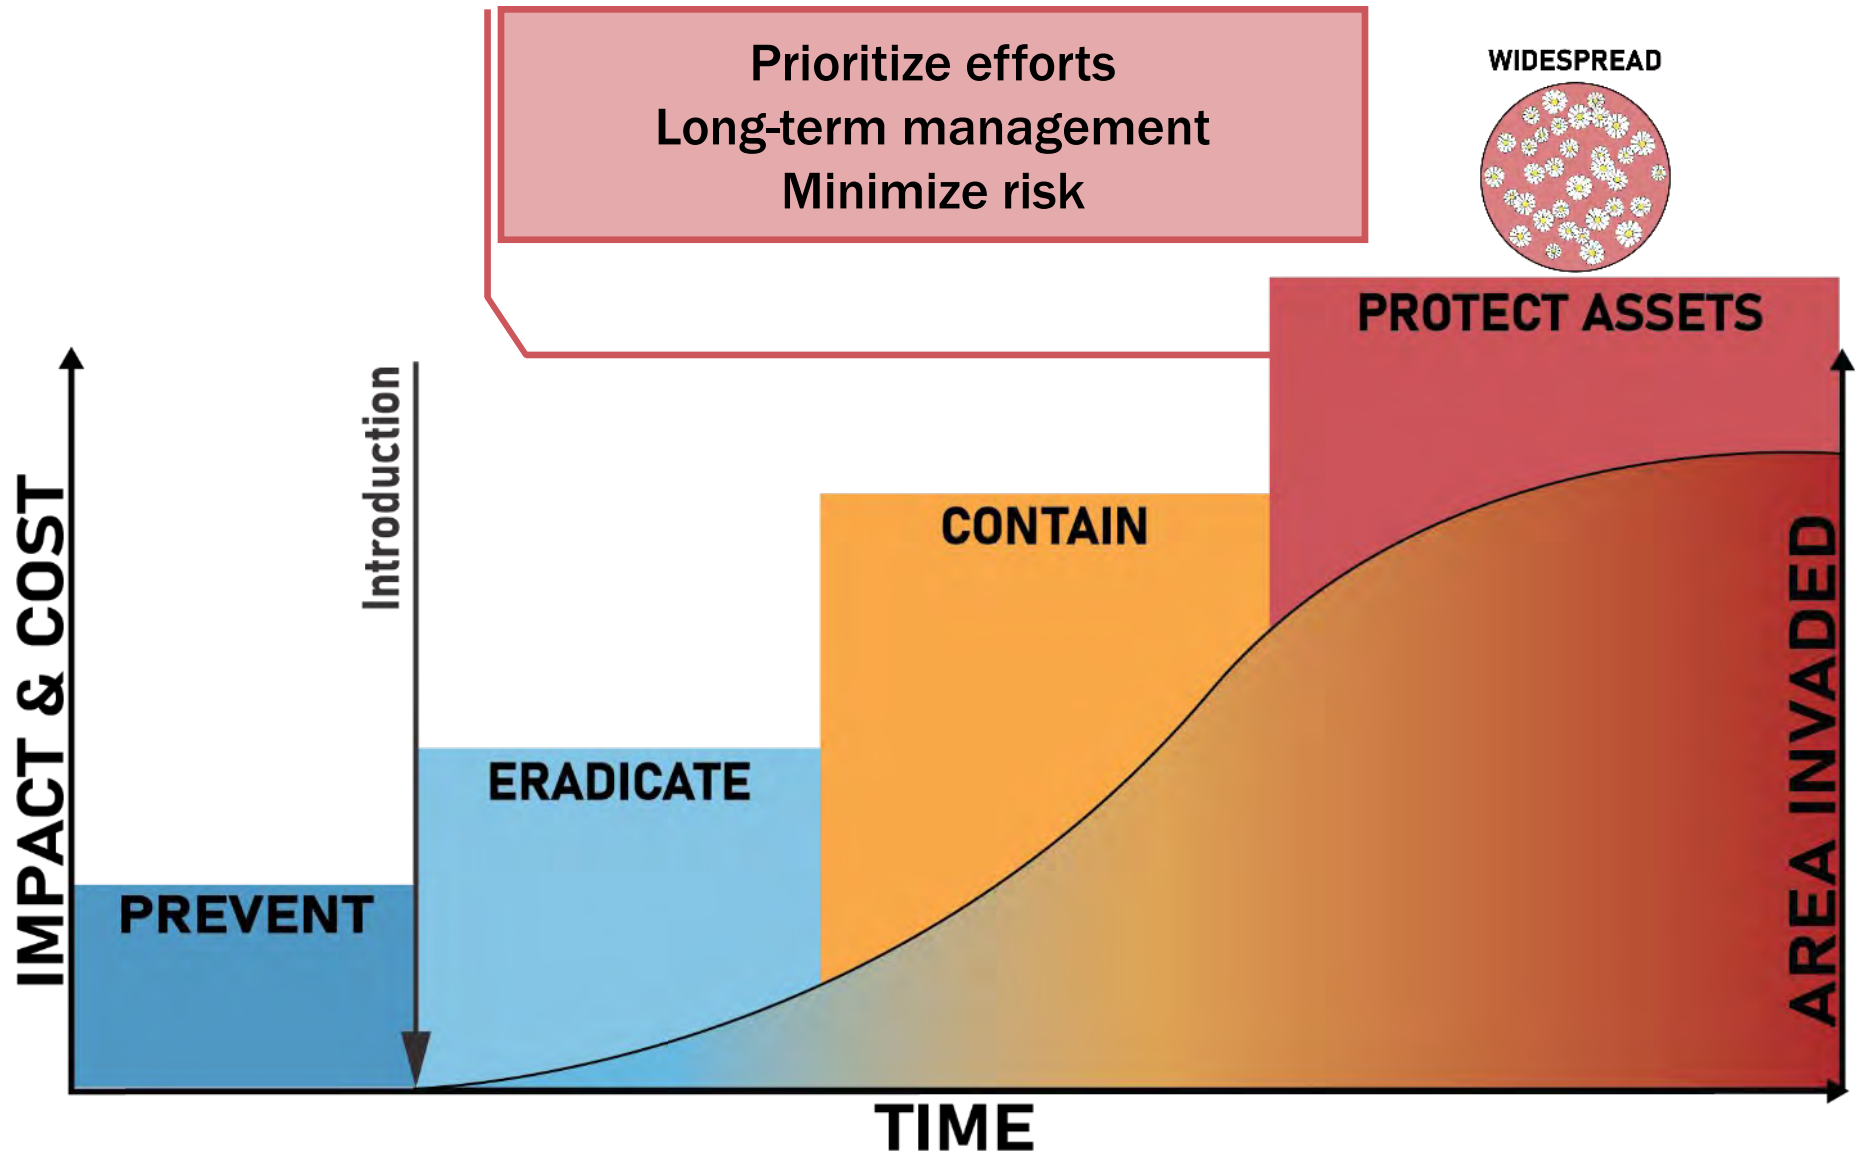 Prioritize efforts
Long-term management
Minimize risk
WIDESPREAD
PROTECT ASSETS
Introduction
CONTAIN
ERADICATE
PREVENT
IMPACT & COST
AREA INVADED
TIME